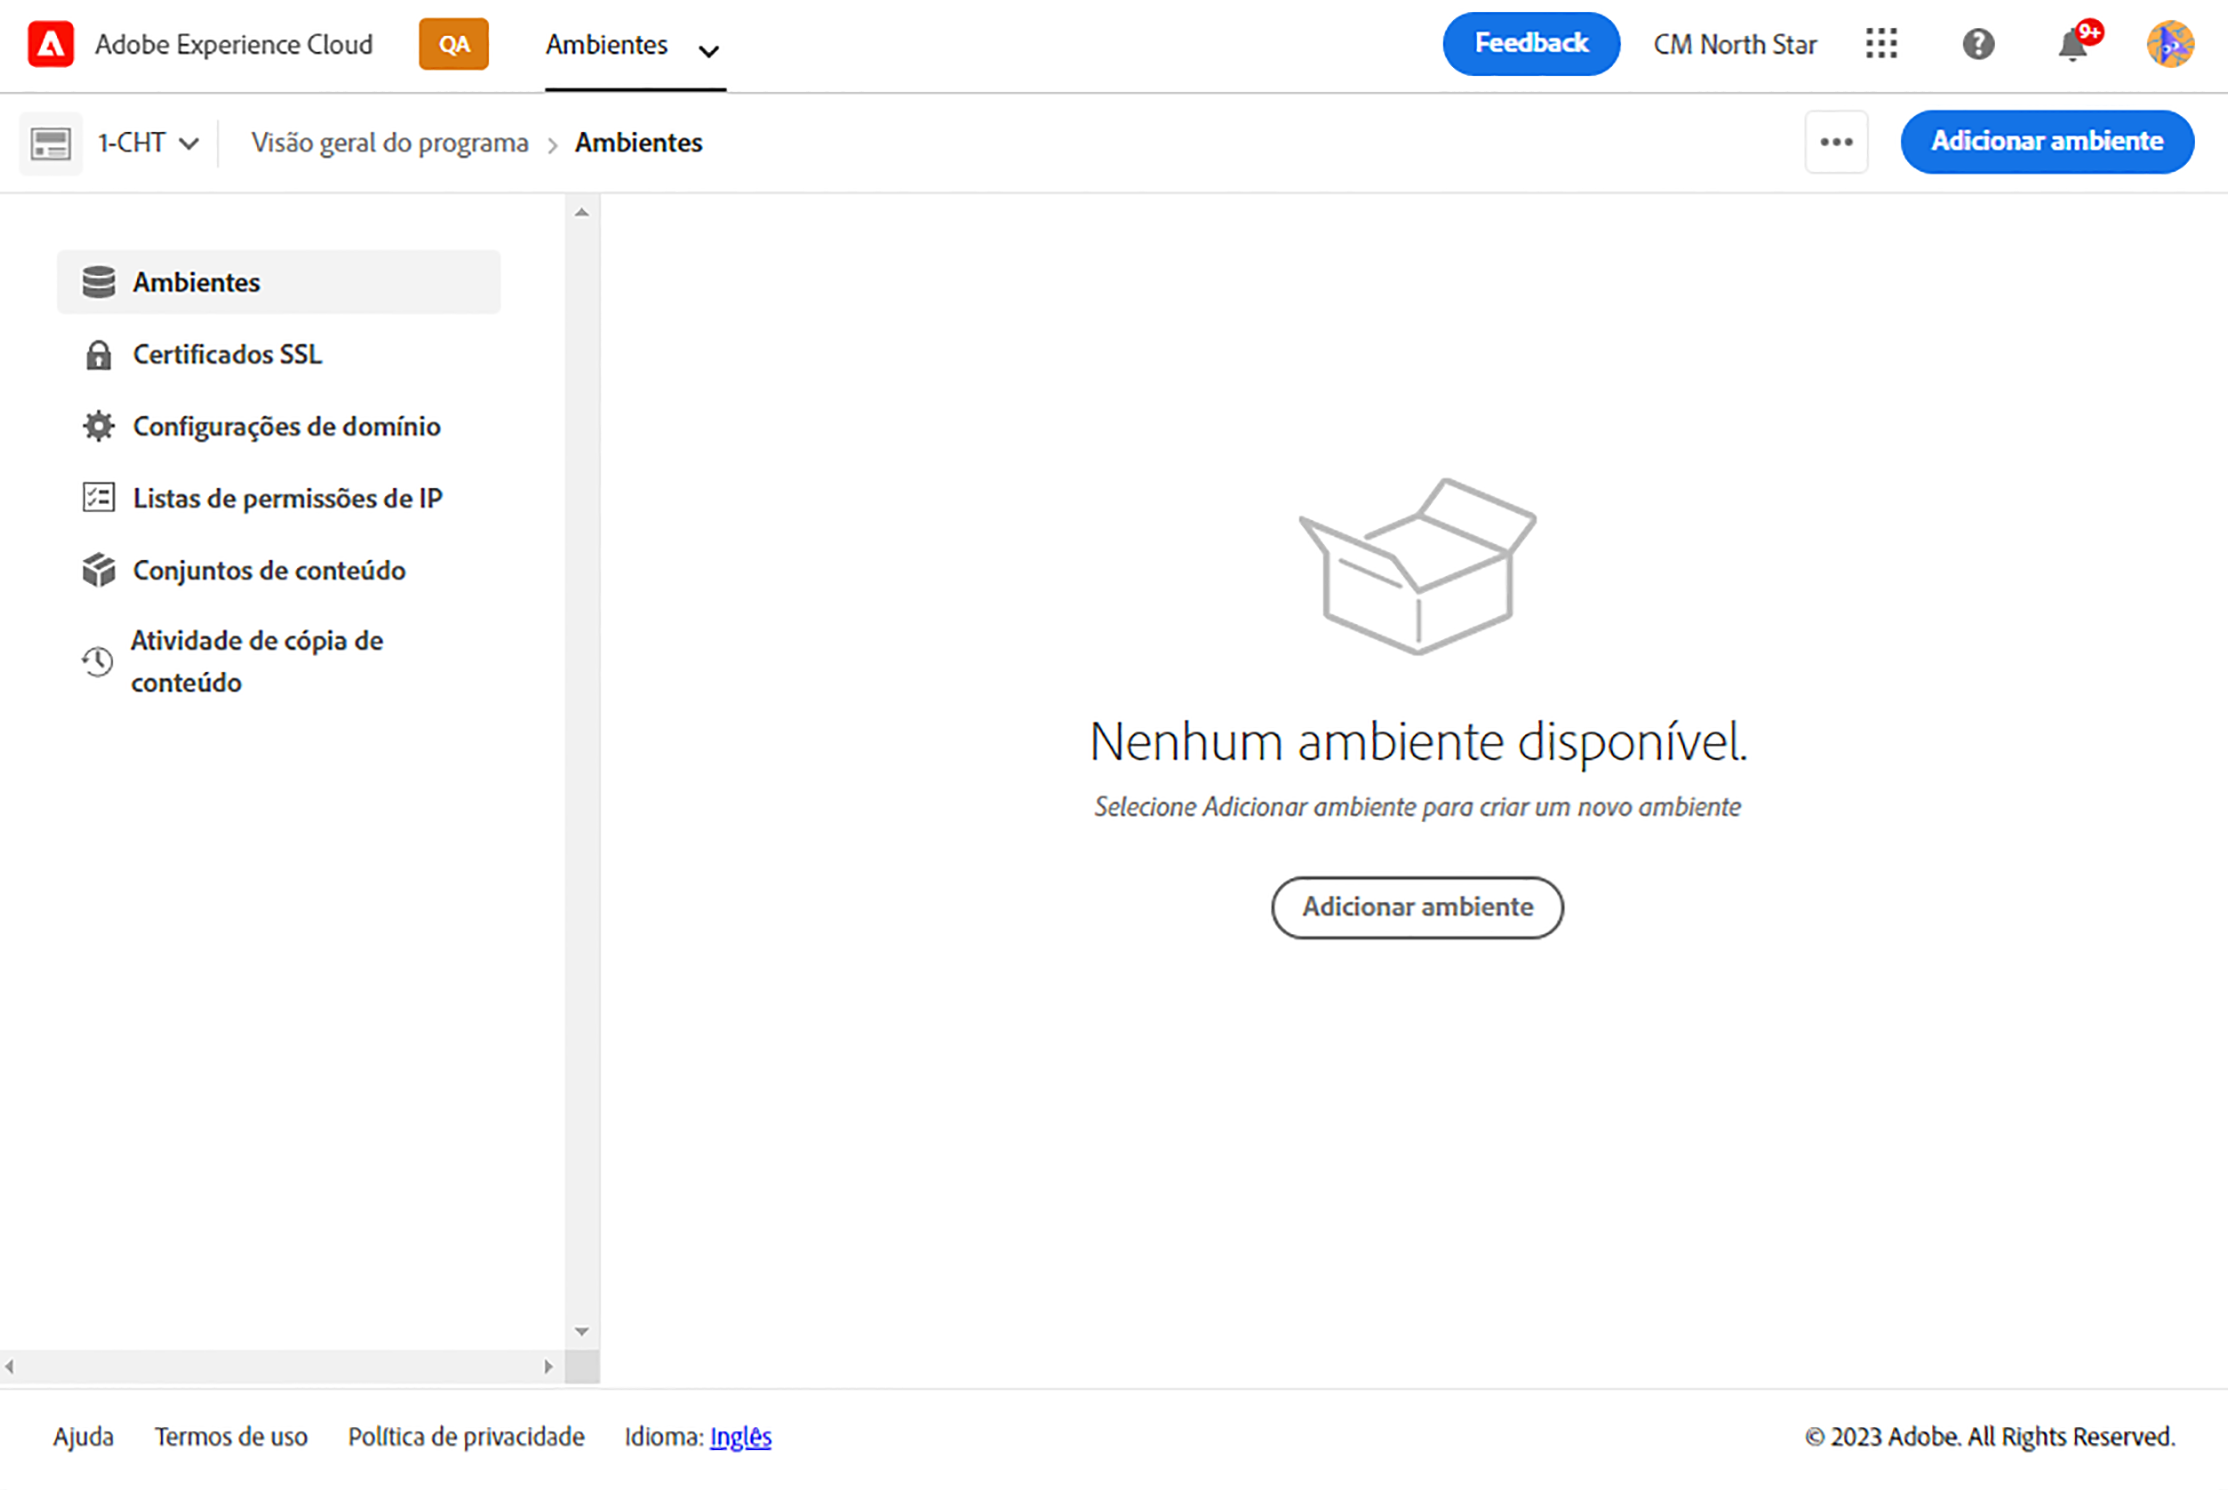 Adobe Experience Cloud QA Ambientes Feedback CM North Star 9+
1-CHT Visão geral do programa Ambientes Adicionar ambiente
Ambientes
Certificados SSL
Configurações de domínio
Listas de permissões de IP
Conjuntos de conteúdo
Atividade de cópia de
conteúdo
Nenhum ambiente disponível.
Selecione Adicionar ambiente para criar um novo ambiente
Adicionar ambiente
Ajuda Termos de uso Política de privacidade Idioma: Inglês © 2023 Adobe. All Rights Reserved.